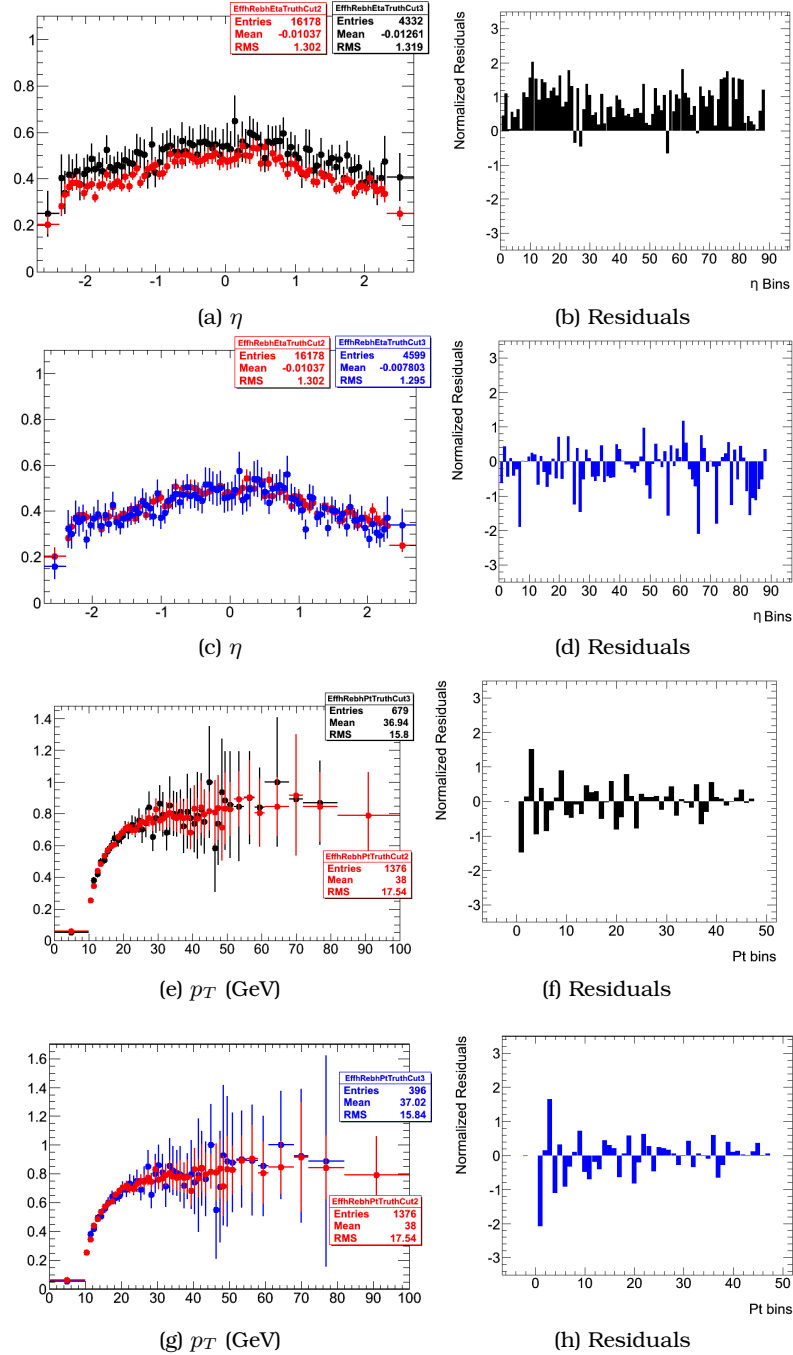 EffhRebhEtaTruthCut2
Entries 16178
Mean -0.01037
RMS 1.302
EffhRebhEtaTruthCut3
Entries 4332
Mean -0.01261
RMS 1.319
1
0.8
0.6
0.4
0.2
0
-2 -1 0 1 2
(a) η
Normalized Residuals
3
2
1
0
-1
-2
-3
0 10 20 30 40 50 60 70 80 90
η Bins
(b) Residuals
EffhRebhEtaTruthCut2
Entries 16178
Mean -0.01037
RMS 1.302
EffhRebhEtaTruthCut3
Entries 4599
Mean -0.007803
RMS 1.295
1
0.8
0.6
0.4
0.2
0
-2 -1 0 1 2
(c) η
Normalized Residuals
3
2
1
0
-1
-2
-3
0 10 20 30 40 50 60 70 80 90
η Bins
(d) Residuals
EffhRebhPtTruthCut3
Entries 679
Mean 36.94
RMS 15.8
1.4
1.2
1
0.8
0.6
0.4
0.2
0
EffhRebhPtTruthCut2
Entries 1376
Mean 38
RMS 17.54
0 10 20 30 40 50 60 70 80 90 100
(e) pT (GeV)
Normalized Residuals
3
2
1
0
-1
-2
-3
0 10 20 30 40 50
Pt bins
(f) Residuals
EffhRebhPtTruthCut3
Entries 396
Mean 37.02
RMS 15.84
1.6
1.4
1.2
1
0.8
0.6
0.4
0.2
0
EffhRebhPtTruthCut2
Entries 1376
Mean 38
RMS 17.54
0 10 20 30 40 50 60 70 80 90 100
(g) pT (GeV)
Normalized Residuals
3
2
1
0
-1
-2
-3
0 10 20 30 40 50
Pt bins
(h) Residuals